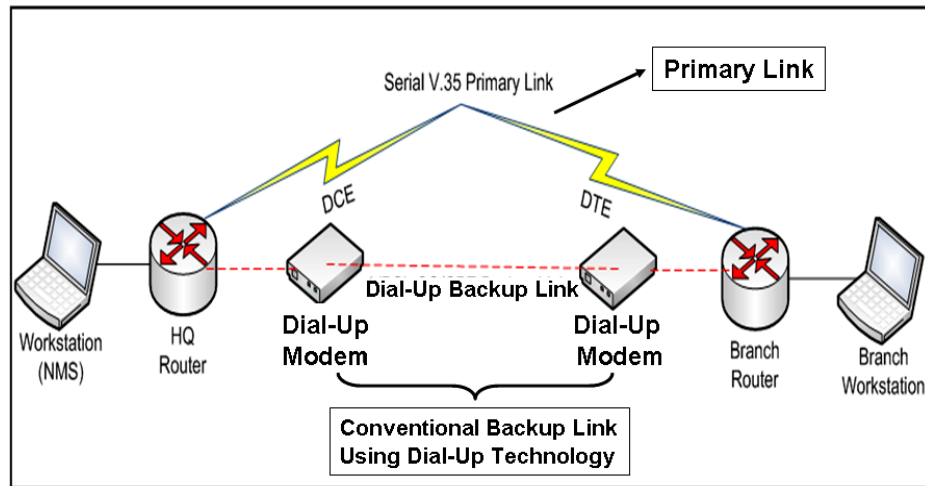 Serial V.35 Primary Link
Primary Link
DCE
DTE
Dial-Up Backup Link
Workstation
(NMS)
HQ
Router
Dial-Up
Modem
Dial-Up
Modem
Branch
Router
Branch
Workstation
Conventional Backup Link
Using Dial-Up Technology